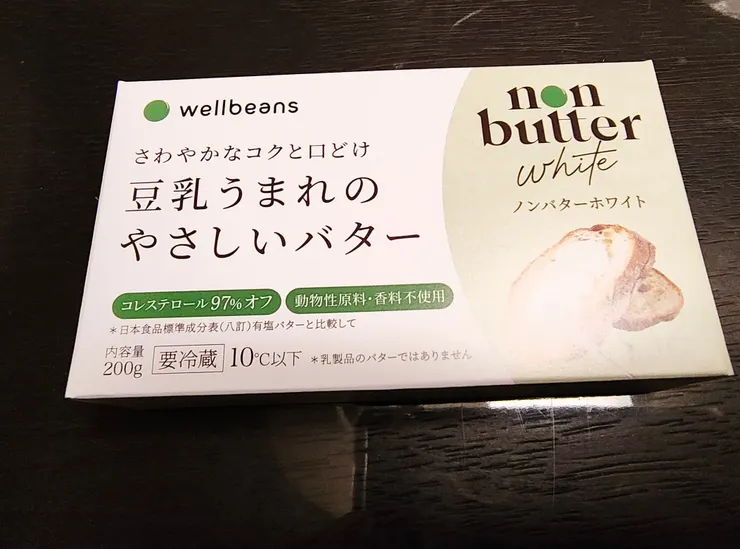 wellbeans
さわやかなコクと口どけ
豆乳うまれの
やさしいバター
コレステロール97%オフ
動物性原料・香料不使用
*日本食品標準成分表(八訂)有塩バターと比較して
内容量
200g
要冷蔵 10℃以下 *乳製品のバターではありません
non
butter
white
ノンバターホワイト